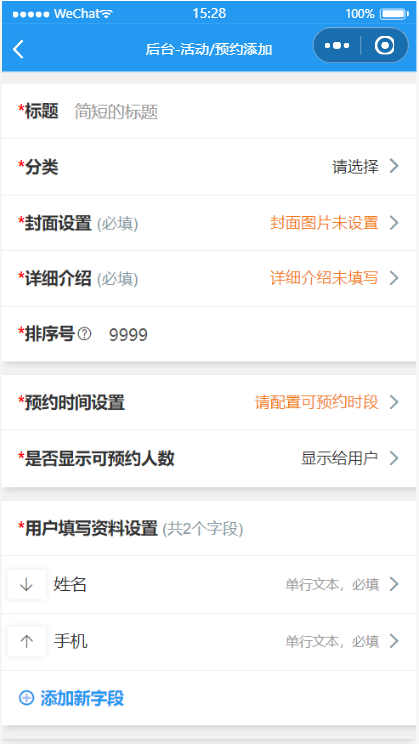 WeChat 15:28 100%
后台-活动/预约添加
*标题 简短的标题
*分类 请选择
*封面设置 (必填) 封面图片未设置
*详细介绍 (必填) 详细介绍未填写
*排序号? 9999
*预约时间设置 请配置可预约时段
*是否显示可预约人数 显示给用户
*用户填写资料设置 (共2个字段)
姓名 单行文本，必填
手机 单行文本，必填
添加新字段